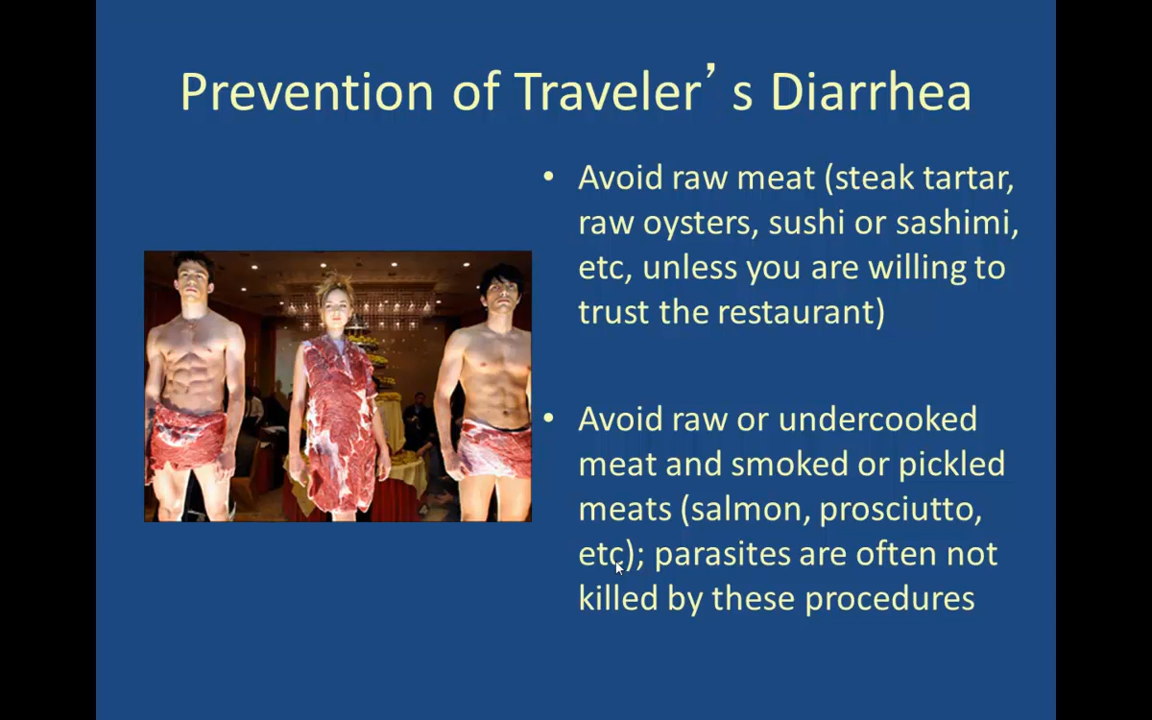 Prevention of Traveler’s Diarrhea
• Avoid raw meat (steak tartar,
raw oysters, sushi or sashimi,
etc, unless you are willing to
trust the restaurant)
• Avoid raw or undercooked
meat and smoked or pickled
meats (salmon, prosciutto,
etc); parasites are often not
killed by these procedures